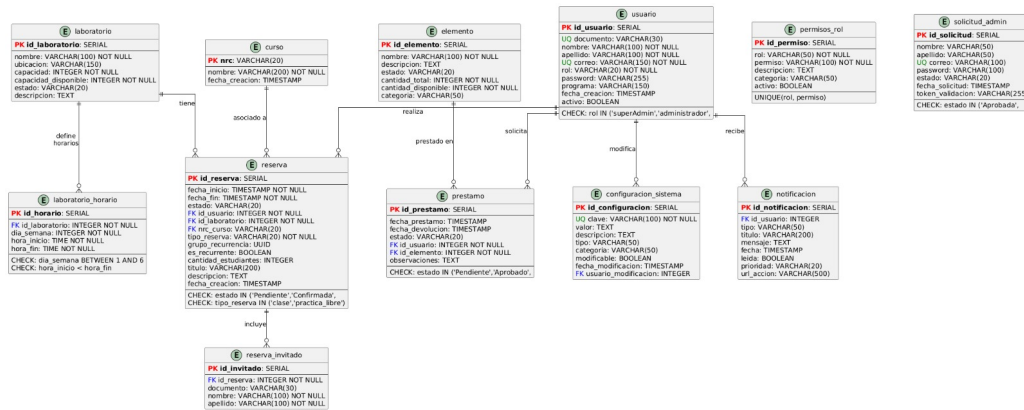 E laboratorio
PK id_laboratorio: SERIAL
nombre: VARCHAR(100) NOT NULL
ubicacion: VARCHAR(150)
capacidad: INTEGER NOT NULL
capacidad_disponible: INTEGER NOT NULL
estado: VARCHAR(20)
descripcion: TEXT
E curso
PK nrc: VARCHAR(20)
nombre: VARCHAR(200) NOT NULL
fecha_creacion: TIMESTAMP
E elemento
PK id_elemento: SERIAL
nombre: VARCHAR(100) NOT NULL
descripcion: TEXT
estado: VARCHAR(20)
cantidad_total: INTEGER NOT NULL
cantidad_disponible: INTEGER NOT NULL
categoria: VARCHAR(50)
E usuario
PK id_usuario: SERIAL
UQ documento: VARCHAR(30)
nombre: VARCHAR(100) NOT NULL
apellido: VARCHAR(100) NOT NULL
UQ correo: VARCHAR(150) NOT NULL
rol: VARCHAR(20) NOT NULL
password: VARCHAR(255)
programa: VARCHAR(150)
fecha_creacion: TIMESTAMP
activo: BOOLEAN
CHECK: rol IN ('superAdmin','administrador',
E permisos_rol
PK id_permiso: SERIAL
rol: VARCHAR(50) NOT NULL
permiso: VARCHAR(100) NOT NULL
descripcion: TEXT
categoria: VARCHAR(50)
activo: BOOLEAN
UNIQUE(rol, permiso)
E solicitud_admin
PK id_solicitud: SERIAL
nombre: VARCHAR(50)
apellido: VARCHAR(50)
UQ correo: VARCHAR(100)
password: VARCHAR(100)
estado: VARCHAR(20)
fecha_solicitud: TIMESTAMP
token_validacion: VARCHAR(255
CHECK: estado IN ('Aprobada',
define
horarios
tiene
asociado a
realiza
prestado en
solicita
modifica
recibe
E laboratorio_horario
PK id_horario: SERIAL
FK id_laboratorio: INTEGER NOT NULL
dia_semana: INTEGER NOT NULL
hora_inicio: TIME NOT NULL
hora_fin: TIME NOT NULL
CHECK: dia_semana BETWEEN 1 AND 6
CHECK: hora_inicio < hora_fin
E reserva
PK id_reserva: SERIAL
fecha_inicio: TIMESTAMP NOT NULL
fecha_fin: TIMESTAMP NOT NULL
estado: VARCHAR(20)
FK id_usuario: INTEGER NOT NULL
FK id_laboratorio: INTEGER NOT NULL
FK nrc_curso: VARCHAR(20)
tipo_reserva: VARCHAR(20) NOT NULL
grupo_recurrencia: UUID
es_recurrente: BOOLEAN
cantidad_estudiantes: INTEGER
titulo: VARCHAR(200)
descripcion: TEXT
fecha_creacion: TIMESTAMP
CHECK: estado IN ('Pendiente','Confirmada',
CHECK: tipo_reserva IN ('clase','practica_libre')
E prestamo
PK id_prestamo: SERIAL
fecha_prestamo: TIMESTAMP
fecha_devolucion: TIMESTAMP
estado: VARCHAR(20)
FK id_usuario: INTEGER NOT NULL
FK id_elemento: INTEGER NOT NULL
observaciones: TEXT
CHECK: estado IN ('Pendiente','Aprobado',
E configuracion_sistema
PK id_configuracion: SERIAL
UQ clave: VARCHAR(100) NOT NULL
valor: TEXT
descripcion: TEXT
tipo: VARCHAR(50)
categoria: VARCHAR(50)
modificable: BOOLEAN
fecha_modificacion: TIMESTAMP
FK usuario_modificacion: INTEGER
E notificacion
PK id_notificacion: SERIAL
FK id_usuario: INTEGER
tipo: VARCHAR(50)
titulo: VARCHAR(200)
mensaje: TEXT
fecha: TIMESTAMP
leida: BOOLEAN
prioridad: VARCHAR(20)
url_accion: VARCHAR(500)
incluye
E reserva_invitado
PK id_invitado: SERIAL
FK id_reserva: INTEGER NOT NULL
documento: VARCHAR(30)
nombre: VARCHAR(100) NOT NULL
apellido: VARCHAR(100) NOT NULL